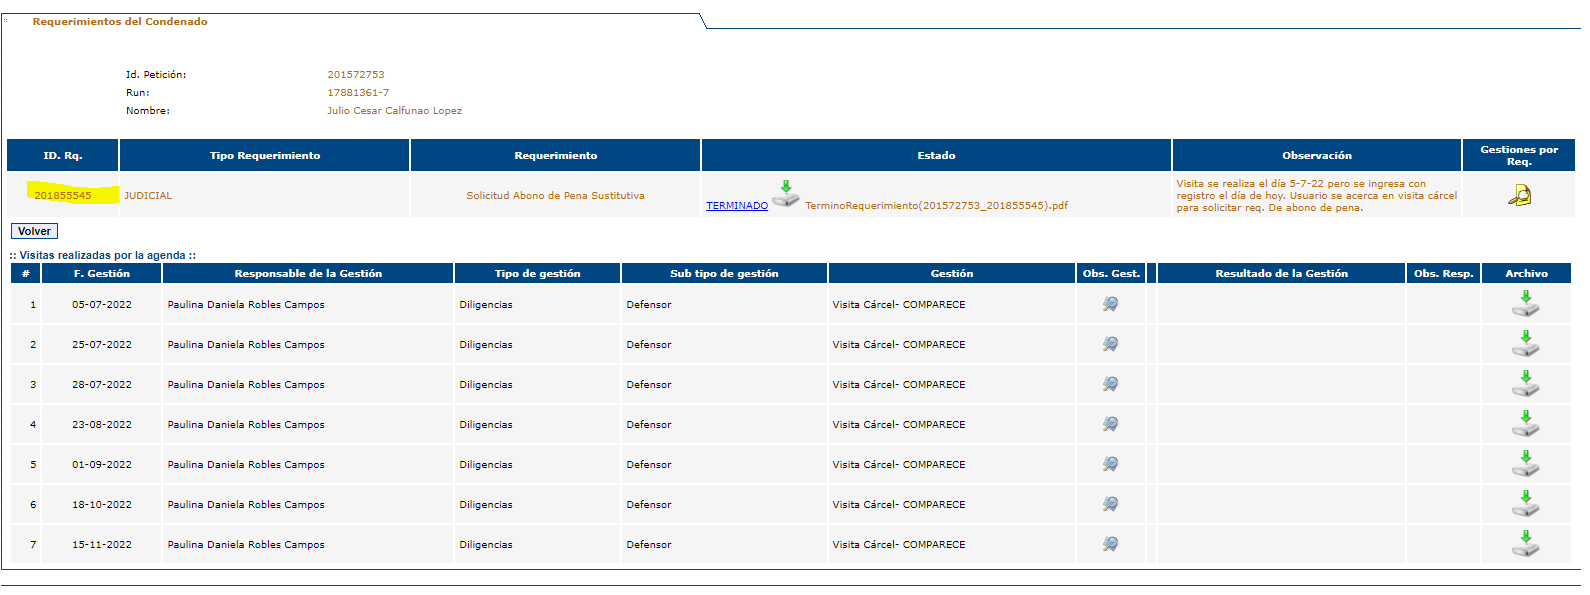 Requerimientos del Condenado
Id. Petición: 201572753
Run: 17881361-7
Nombre: Julio Cesar Calfunao Lopez
ID. Rq. Tipo Requerimiento Requerimiento Estado Observación Gestiones por Req.
201855545 JUDICIAL Solicitud Abono de Pena Sustitutiva TERMINADO TerminoRequerimiento(201572753_201855545).pdf
Visita se realiza el día 5-7-22 pero se ingresa con
registro el día de hoy. Usuario se acerca en visita cárcel
para solicitar req. De abono de pena.
Volver
:: Visitas realizadas por la agenda ::
# F. Gestión Responsable de la Gestión Tipo de gestión Sub tipo de gestión Gestión Obs. Gest. Resultado de la Gestión Obs. Resp. Archivo
1 05-07-2022 Paulina Daniela Robles Campos Diligencias Defensor Visita Cárcel- COMPARECE
2 25-07-2022 Paulina Daniela Robles Campos Diligencias Defensor Visita Cárcel- COMPARECE
3 28-07-2022 Paulina Daniela Robles Campos Diligencias Defensor Visita Cárcel- COMPARECE
4 23-08-2022 Paulina Daniela Robles Campos Diligencias Defensor Visita Cárcel- COMPARECE
5 01-09-2022 Paulina Daniela Robles Campos Diligencias Defensor Visita Cárcel- COMPARECE
6 18-10-2022 Paulina Daniela Robles Campos Diligencias Defensor Visita Cárcel- COMPARECE
7 15-11-2022 Paulina Daniela Robles Campos Diligencias Defensor Visita Cárcel- COMPARECE